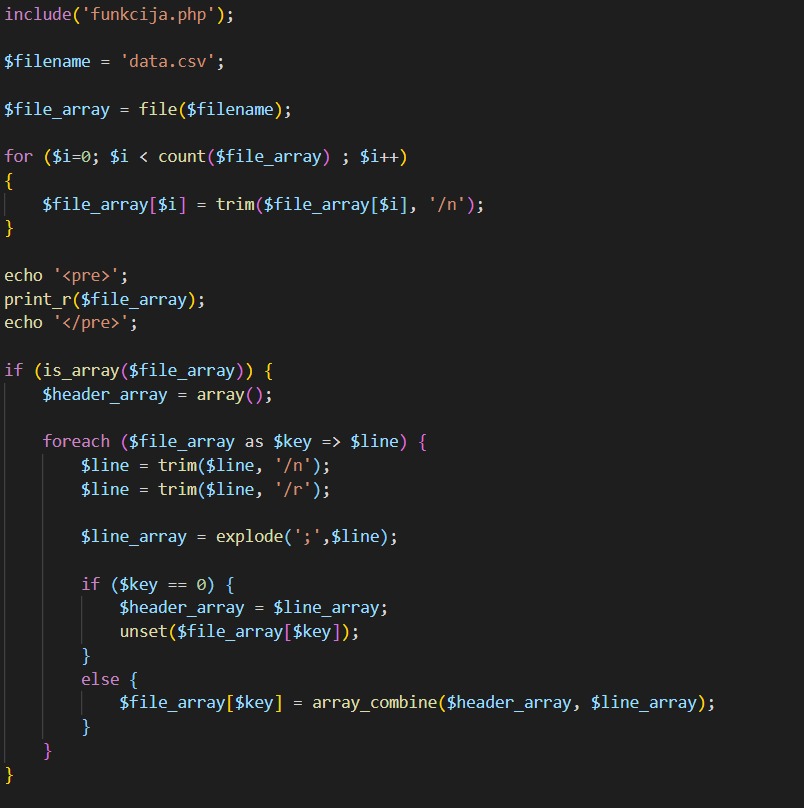 include('funkcija.php');
$filename = 'data.csv';
$file_array = file($filename);
for ($i=0; $i < count($file_array) ; $i++)
{
    $file_array[$i] = trim($file_array[$i], '/n');
}
echo '<pre>';
print_r($file_array);
echo '</pre>';
if (is_array($file_array)) {
    $header_array = array();
    foreach ($file_array as $key => $line) {
        $line = trim($line, '/n');
        $line = trim($line, '/r');
        $line_array = explode(';',$line);
        if ($key == 0) {
            $header_array = $line_array;
            unset($file_array[$key]);
        }
        else {
            $file_array[$key] = array_combine($header_array, $line_array);
        }
    }
}